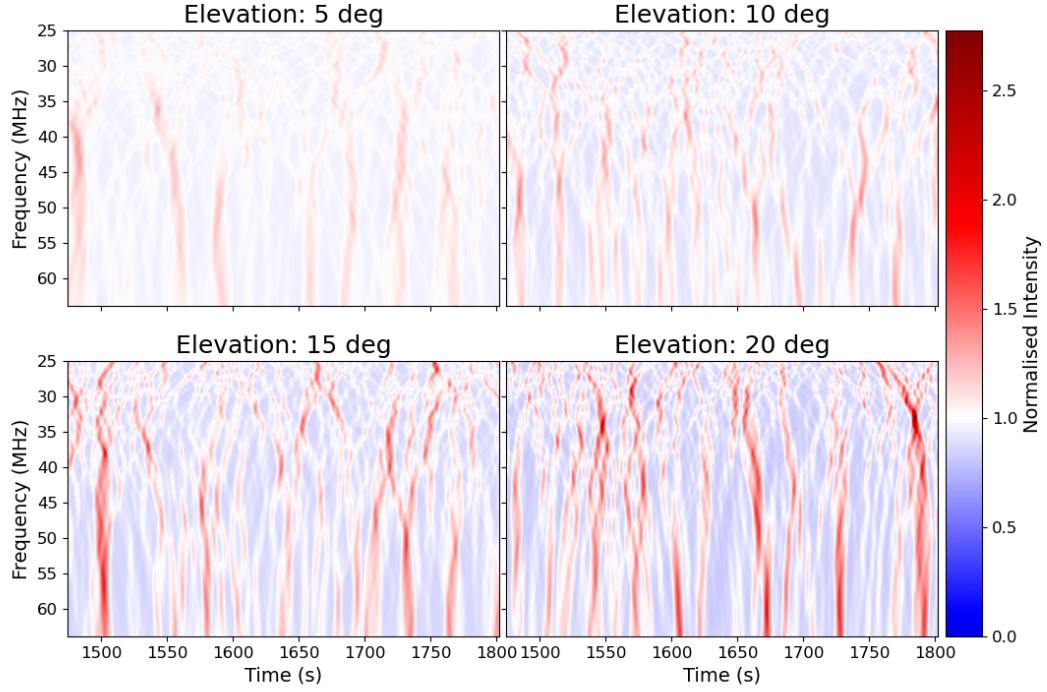 Elevation: 5 deg
Elevation: 10 deg
25
30
35
40
45
50
55
60
Frequency (MHz)
Elevation: 15 deg
Elevation: 20 deg
25
30
35
40
45
50
55
60
Frequency (MHz)
1500 1550 1600 1650 1700 1750 1800
1500 1550 1600 1650 1700 1750 1800
Time (s)
Time (s)
2.5
2.0
1.5
1.0
0.5
0.0
Normalised Intensity